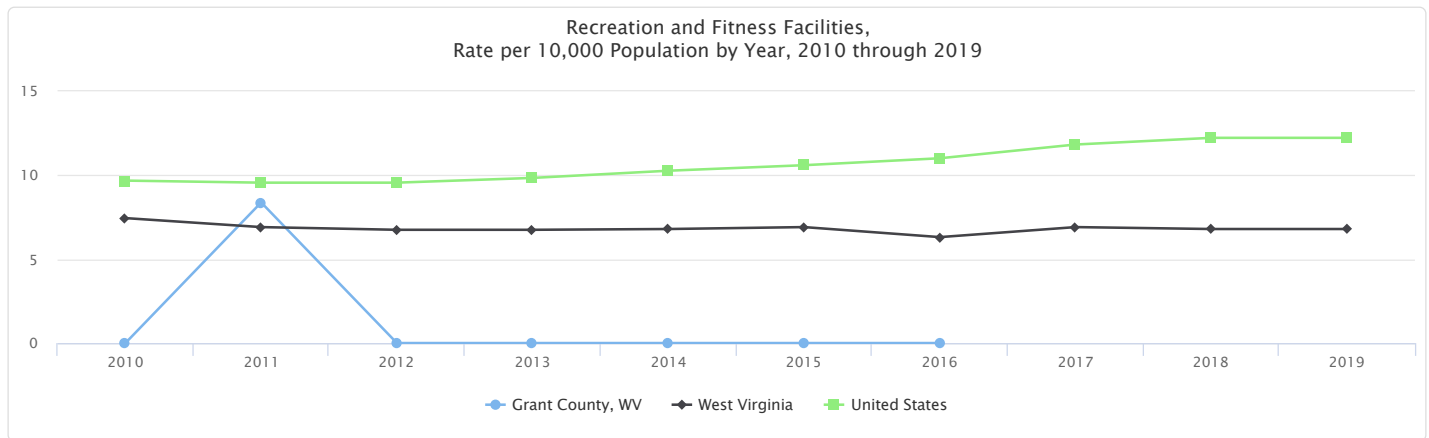 Recreation and Fitness Facilities,
Rate per 10,000 Population by Year, 2010 through 2019
15
10
5
0
2010 2011 2012 2013 2014 2015 2016 2017 2018 2019
Grant County, WV West Virginia United States